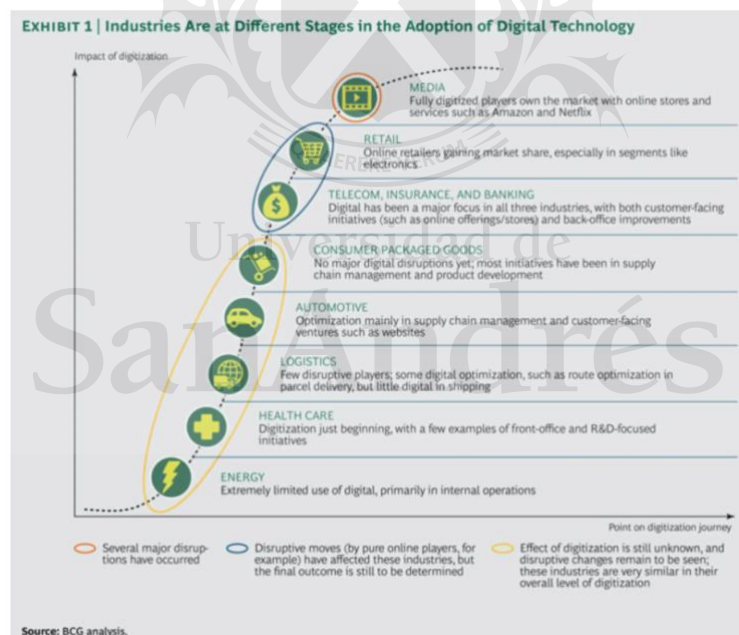 EXHIBIT 1 | Industries Are at Different Stages in the Adoption of Digital Technology
Impact of digitization
MEDIA
Fully digitized players own the market with online stores and
services such as Amazon and Netflix
RETAIL
Online retailers gaining market share, especially in segments like
electronics
TELECOM, INSURANCE, AND BANKING
Digital has been a major focus in all three industries, with both customer-facing
initiatives (such as online offerings/stores) and back-office improvements
CONSUMER PACKAGED GOODS
No major digital disruptions yet; most initiatives have been in supply
chain management and product development
AUTOMOTIVE
Optimization mainly in supply chain management and customer-facing
ventures such as websites
LOGISTICS
Few disruptive players; some digital optimization, such as route optimization in
parcel delivery, but little digital in shipping
HEALTH CARE
Digitization just beginning, with a few examples of front-office and R&D-focused
initiatives
ENERGY
Extremely limited use of digital, primarily in internal operations
Point on digitization journey
Several major disrup-
tions have occurred
Disruptive moves (by pure online players, for
example) have affected these industries, but
the final outcome is still to be determined
Effect of digitization is still unknown, and
disruptive changes remain to be seen;
these industries are very similar in their
overall level of digitization
Source: BCG analysis.
Universidad de
SanAndrés